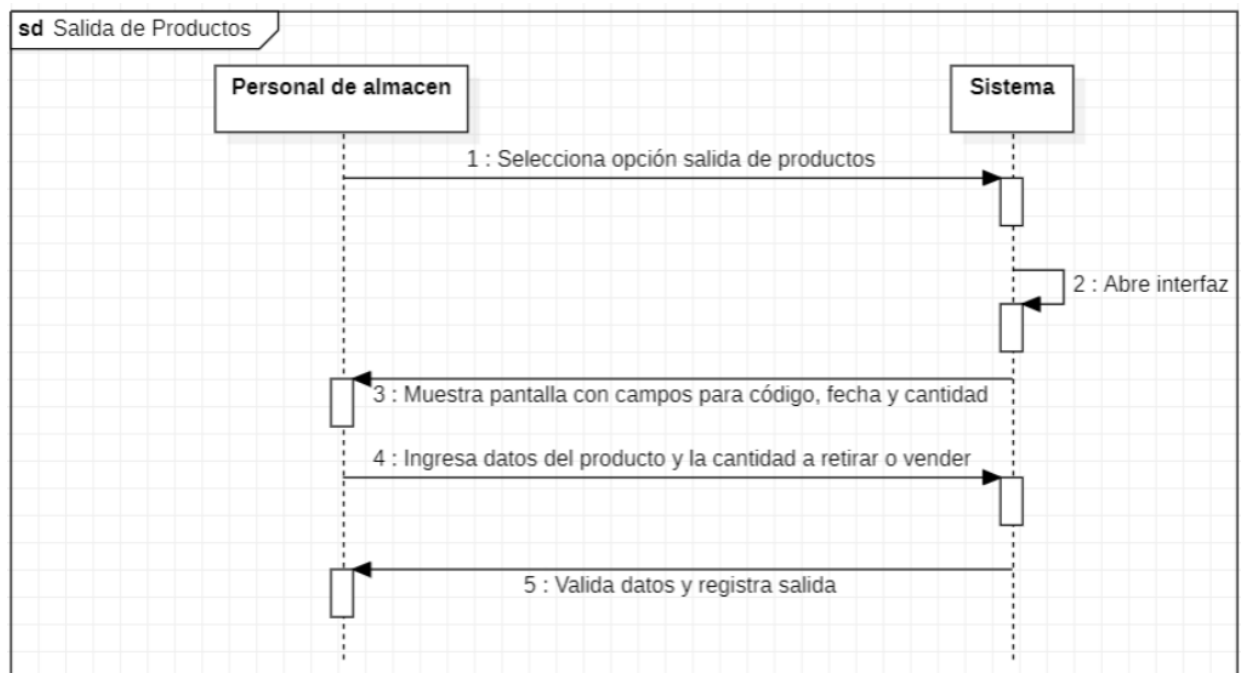 sd Salida de Productos
Personal de almacen
Sistema
1 : Selecciona opción salida de productos
2 : Abre interfaz
3 : Muestra pantalla con campos para código, fecha y cantidad
4 : Ingresa datos del producto y la cantidad a retirar o vender
5 : Valida datos y registra salida